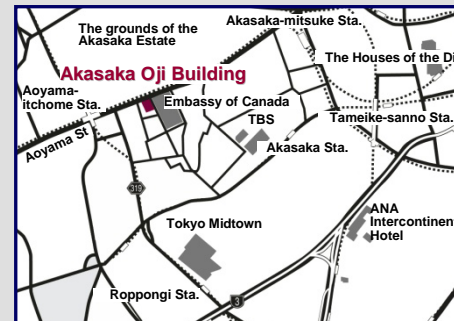 The grounds of the
Akasaka Estate
Akasaka-mitsuke Sta.
The Houses of the Di
Akasaka Oji Building
Aoyama-
itchome Sta.
Embassy of Canada
TBS
Tameike-sanno Sta.
Aoyama St
Akasaka Sta.
319
Tokyo Midtown
ANA
Intercontinent
Hotel
Roppongi Sta.
3